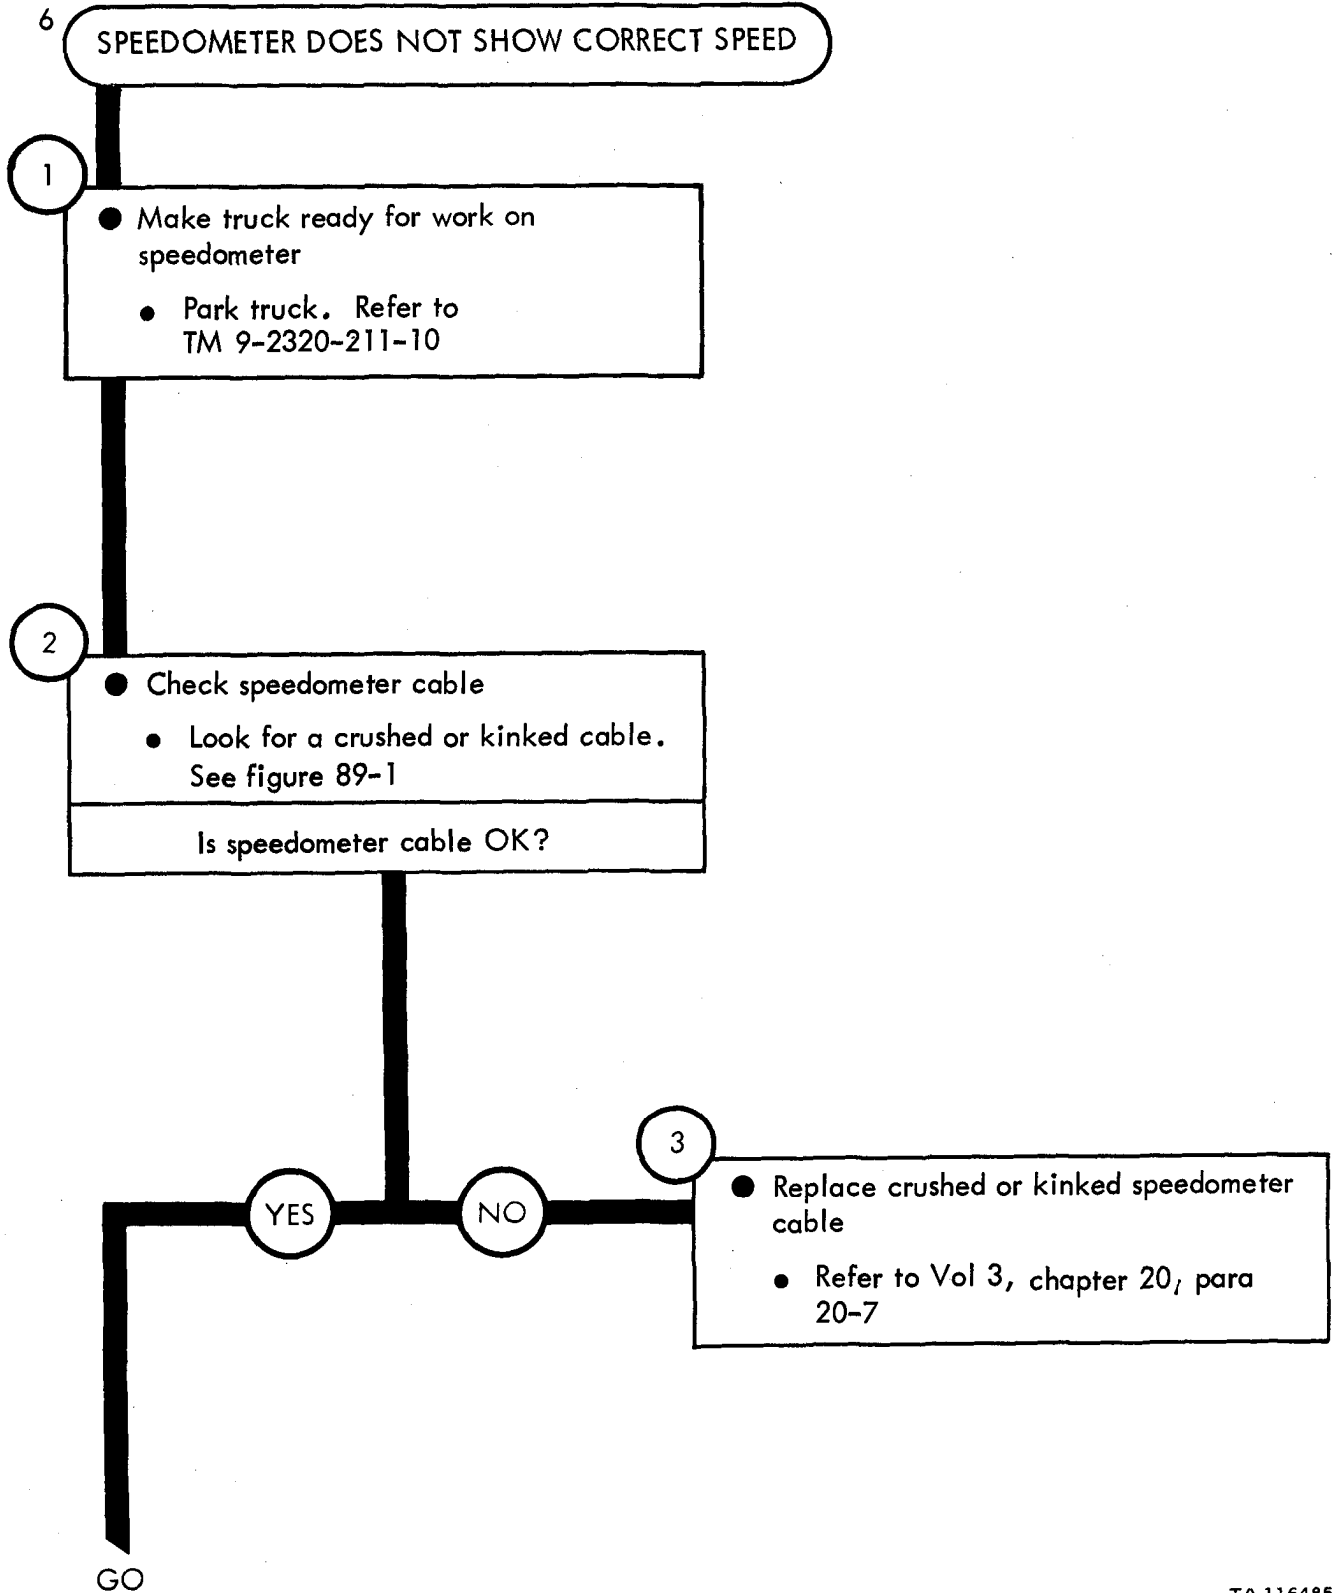 6
SPEEDOMETER DOES NOT SHOW CORRECT SPEED
1
● Make truck ready for work on
speedometer
● Park truck. Refer to
TM 9-2320-211-10
2
● Check speedometer cable
● Look for a crushed or kinked cable.
See figure 89-1
Is speedometer cable OK?
YES
NO
3
● Replace crushed or kinked speedometer
cable
● Refer to Vol 3, chapter 20, para
20-7
GO